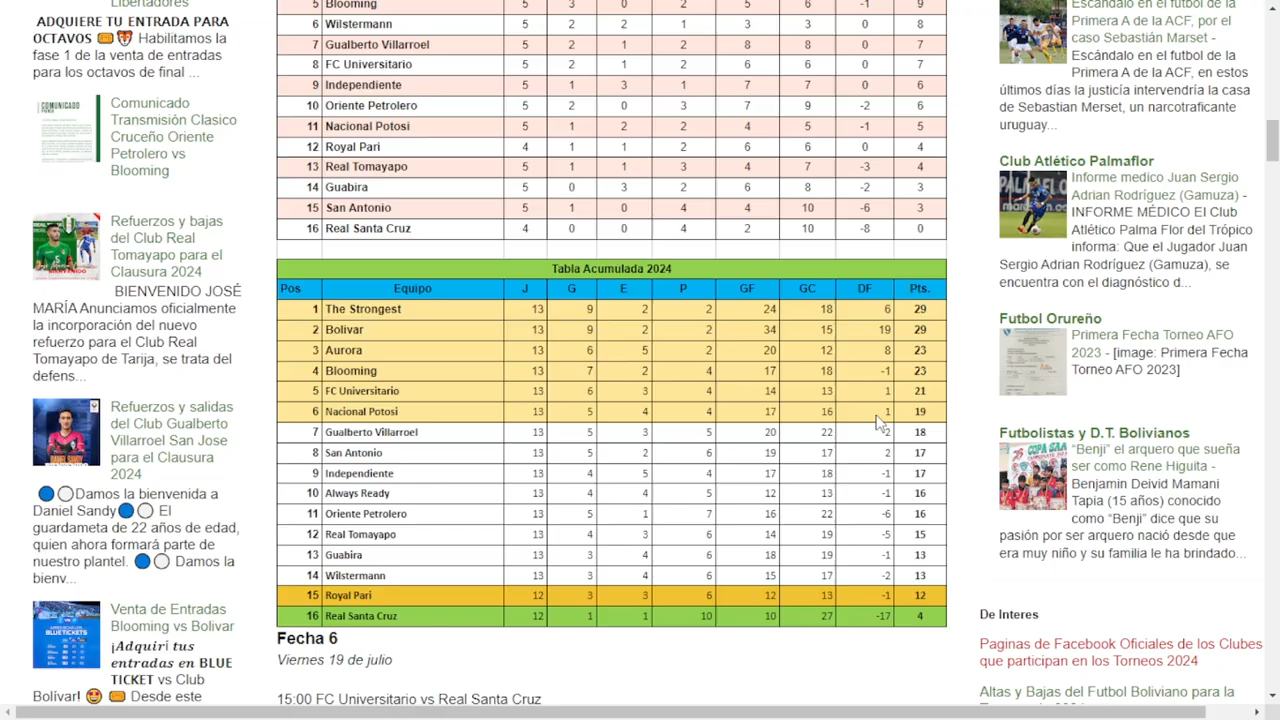 Libertadores
ADQUIERE TU ENTRADA PARA
OCTAVOS 🎫🐯 Habilitamos la
fase 1 de la venta de entradas
para los octavos de final ...
COMUNICADO
Comunicado
Transmisión Clasico
Cruceño Oriente
Petrolero vs
Blooming
Refuerzos y bajas
del Club Real
Tomayapo para el
Clausura 2024
BIENVENIDO JOSÉ
MARÍA Anunciamos oficialmente
la incorporación del nuevo
refuerzo para el Club Real
Tomayapo de Tarija, se trata del
defens...
Refuerzos y salidas
del Club Gualberto
Villarroel San Jose
para el Clausura
2024
DANIEL SANDY
🔵⚪Damos la bienvenida a
Daniel Sandy🔵⚪ El
guardameta de 22 años de edad,
quien ahora formará parte de
nuestro plantel. 🔵⚪ Damos la
bienv...
BLUETICKETS
Venta de Entradas
Blooming vs Bolivar
¡Adquirí tus
entradas en BLUE
TICKET vs Club
Bolívar! 🤩 🎫 Desde este
5 Blooming 5 3 0 2 5 6 -1 9
6 Wilstermann 5 2 2 1 3 3 0 8
7 Gualberto Villarroel 5 2 1 2 8 8 0 7
8 FC Universitario 5 2 1 2 6 6 0 7
9 Independiente 5 1 3 1 7 7 0 6
10 Oriente Petrolero 5 2 0 3 7 9 -2 6
11 Nacional Potosi 5 1 2 2 4 5 -1 5
12 Royal Pari 4 1 1 2 6 6 0 4
13 Real Tomayapo 5 1 1 3 4 7 -3 4
14 Guabira 5 0 3 2 6 8 -2 3
15 San Antonio 5 1 0 4 4 10 -6 3
16 Real Santa Cruz 4 0 0 4 2 10 -8 0
Tabla Acumulada 2024
Pos Equipo J G E P GF GC DF Pts.
1 The Strongest 13 9 2 2 24 18 6 29
2 Bolivar 13 9 2 2 34 15 19 29
3 Aurora 13 6 5 2 20 12 8 23
4 Blooming 13 7 2 4 17 18 -1 23
5 FC Universitario 13 6 3 4 14 13 1 21
6 Nacional Potosi 13 5 4 4 17 16 1 19
7 Gualberto Villarroel 13 5 3 5 20 22 -2 18
8 San Antonio 13 5 2 6 19 17 2 17
9 Independiente 13 4 5 4 17 18 -1 17
10 Always Ready 13 4 4 5 12 13 -1 16
11 Oriente Petrolero 13 5 1 7 16 22 -6 16
12 Real Tomayapo 13 4 3 6 14 19 -5 15
13 Guabira 13 3 4 6 18 19 -1 13
14 Wilstermann 13 3 4 6 15 17 -2 13
15 Royal Pari 12 3 3 6 12 13 -1 12
16 Real Santa Cruz 12 1 1 10 10 27 -17 4
Fecha 6
Viernes 19 de julio
15:00 FC Universitario vs Real Santa Cruz
Escándalo en el futbol de la
Primera A de la ACF, por el
caso Sebastián Marset -
Escándalo en el futbol de la
Primera A de la ACF, en estos
últimos días la justicía intervendría la casa
de Sebastian Merset, un narcotraficante
uruguay...
Club Atlético Palmaflor
PALMAFLOR
Informe medico Juan Sergio
Adrian Rodríguez (Gamuza) -
INFORME MÉDICO El Club
Atlético Palma Flor del Trópico
informa: Que el Jugador Juan
Sergio Adrian Rodríguez (Gamuza), se
encuentra con el diagnóstico d...
Futbol Orureño
Primera Fecha Torneo AFO
2023 - [image: Primera Fecha
Torneo AFO 2023]
Futbolistas y D.T. Bolivianos
“Benji” el arquero que sueña
ser como Rene Higuita -
Benjamin Deivid Mamani
Tapia (15 años) conocido
como “Benji” dice que su
pasión por ser arquero nació desde que
era muy niño y su familia le ha brindado...
De Interes
Paginas de Facebook Oficiales de los Clubes
que participan en los Torneos 2024
Altas y Bajas del Futbol Boliviano para la